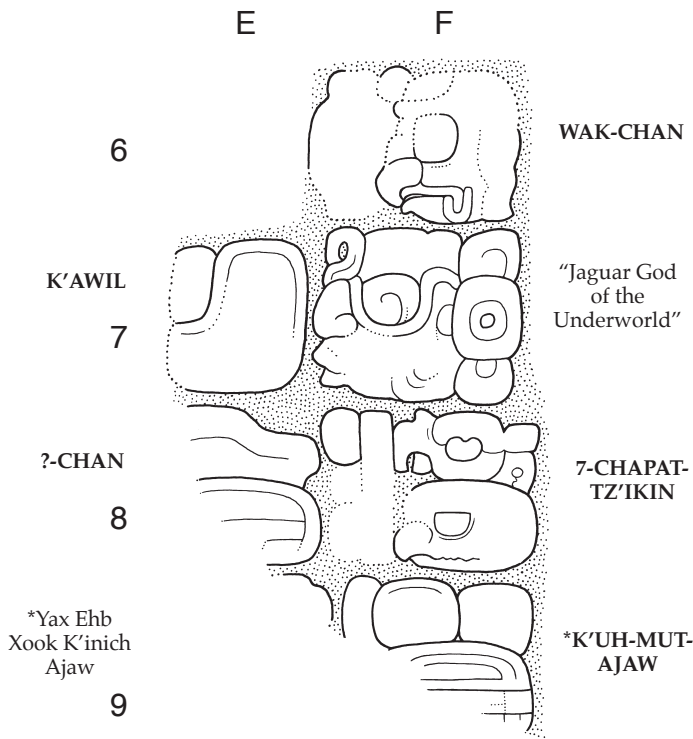 E F
6 WAK-CHAN
K’AWIL
7
“Jaguar God
of the
Underworld”
?-CHAN
8
7-CHAPAT-
TZ’IKIN
*Yax Ehb
Xook K’inich
Ajaw
9
*K’UH-MUT-
AJAW